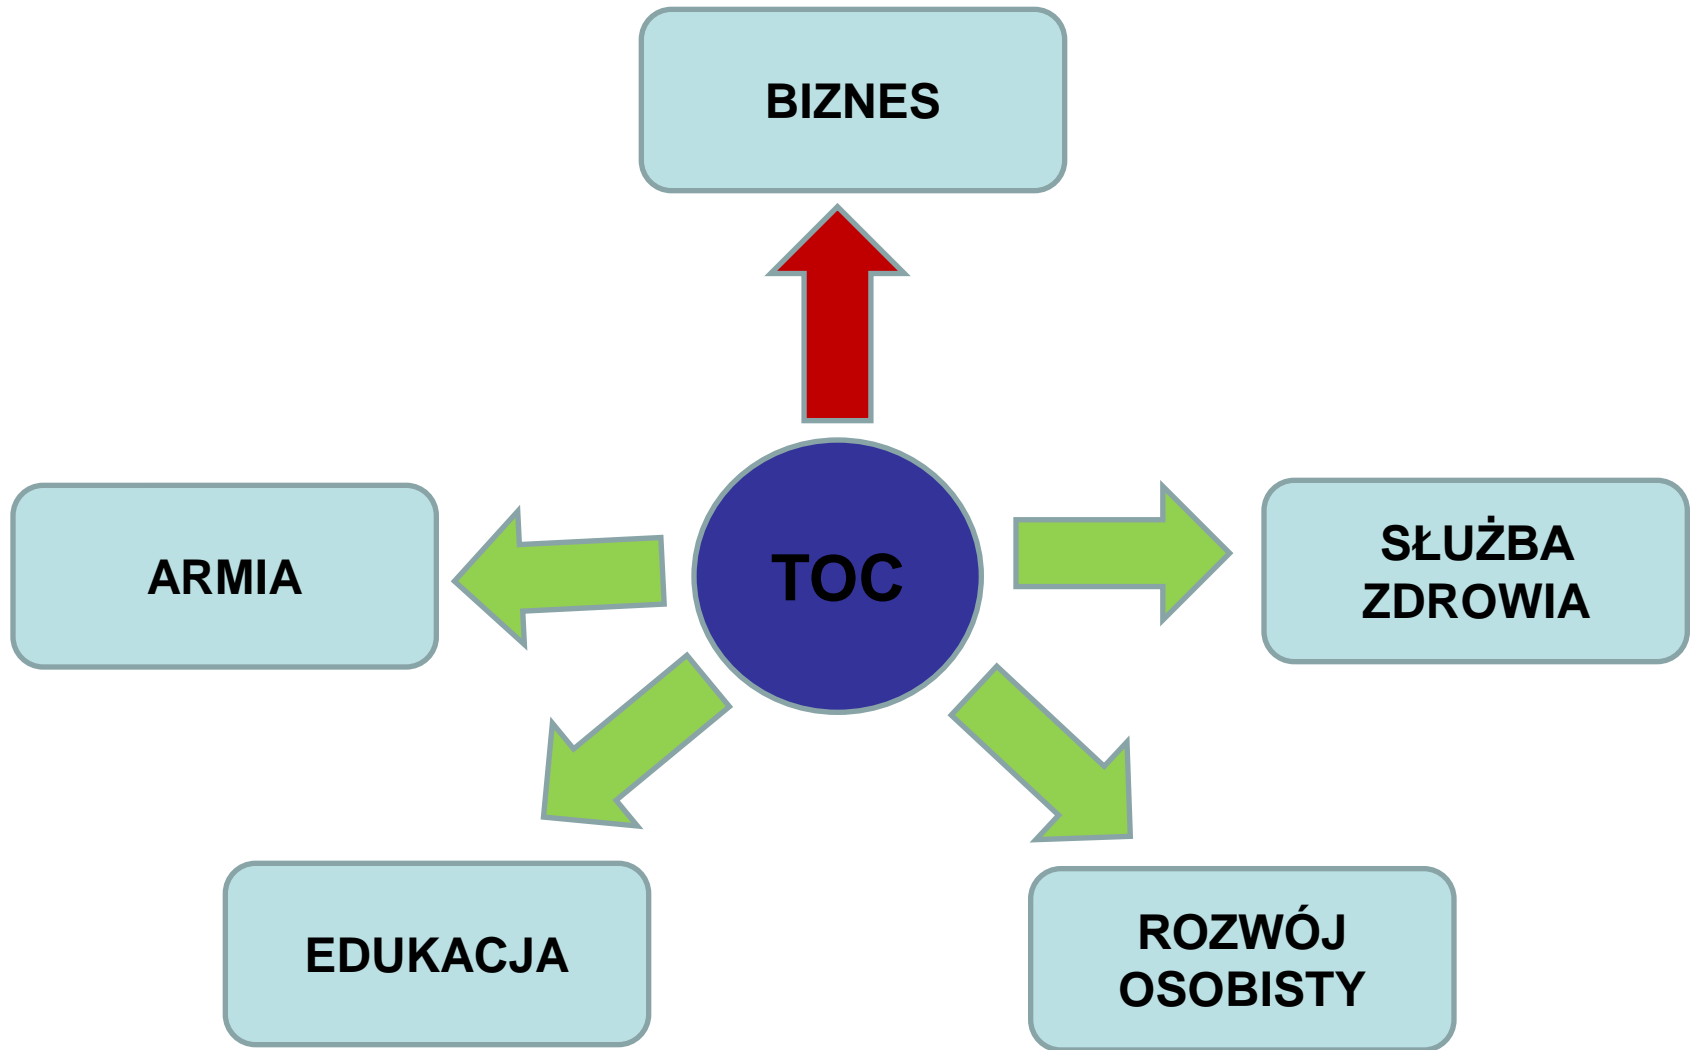 BIZNES
ARMIA
TOC
SŁUŻBA
ZDROWIA
EDUKACJA
ROZWÓJ
OSOBISTY